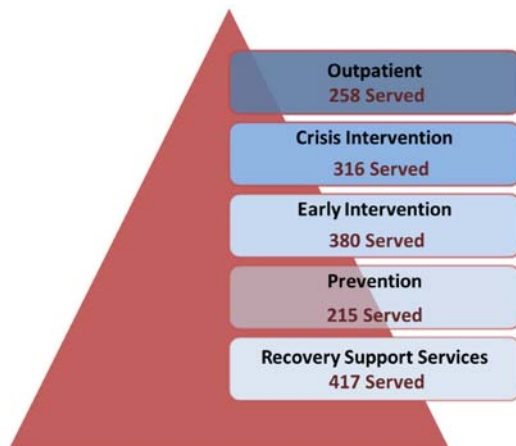 Outpatient
258 Served
Crisis Intervention
316 Served
Early Intervention
380 Served
Prevention
215 Served
Recovery Support Services
417 Served